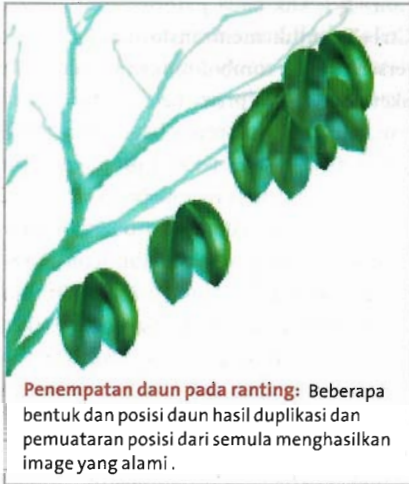 Penempatan daun pada ranting: Beberapa
bentuk dan posisi daun hasil duplikasi dan
pemuataran posisi dari semula menghasilkan
image yang alami .